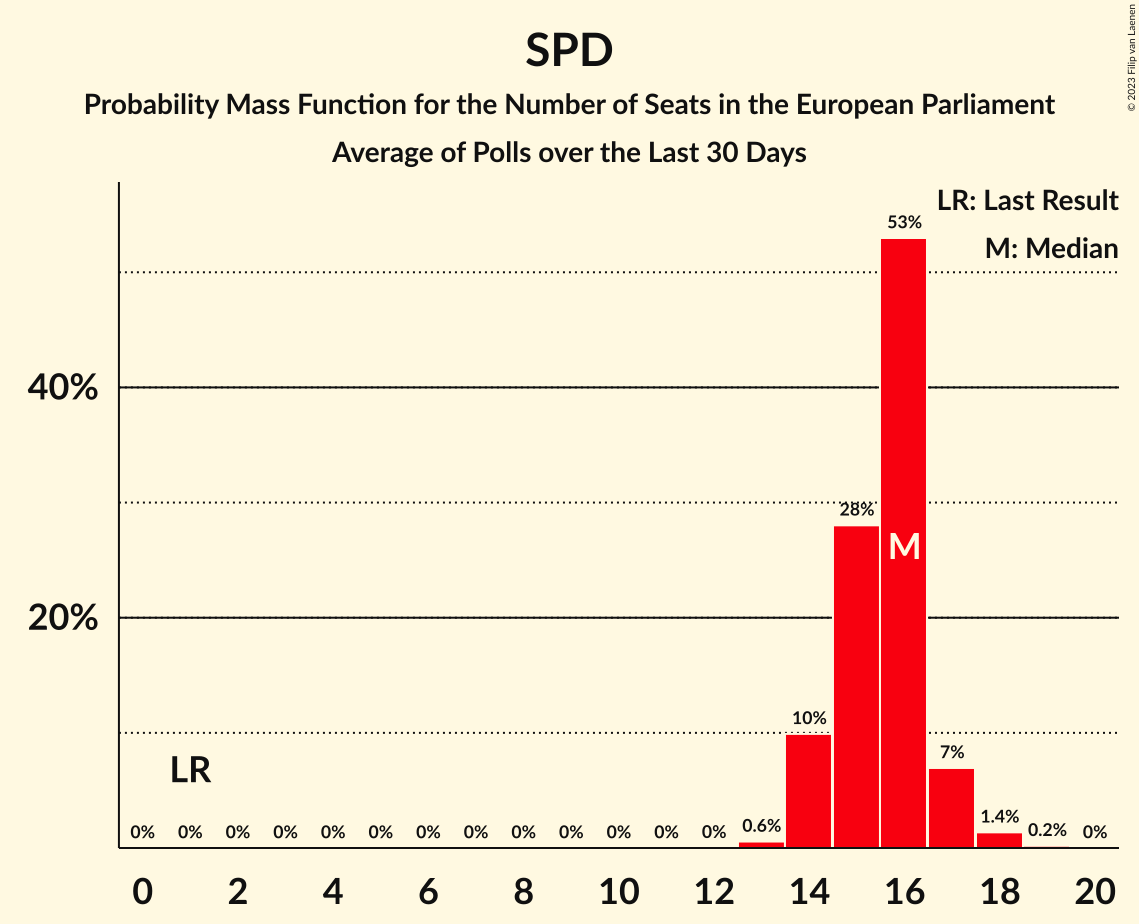 © 2023 Filip van Laenen
SPD
Probability Mass Function for the Number of Seats in the European Parliament
Average of Polls over the Last 30 Days
LR: Last Result
M: Median
53%
40%
28%
M
20%
10%
7%
LR
0% 0% 0% 0% 0% 0% 0% 0% 0% 0% 0% 0% 0% 0.6% 1.4% 0.2% 0%
0 2 4 6 8 10 12 14 16 18 20